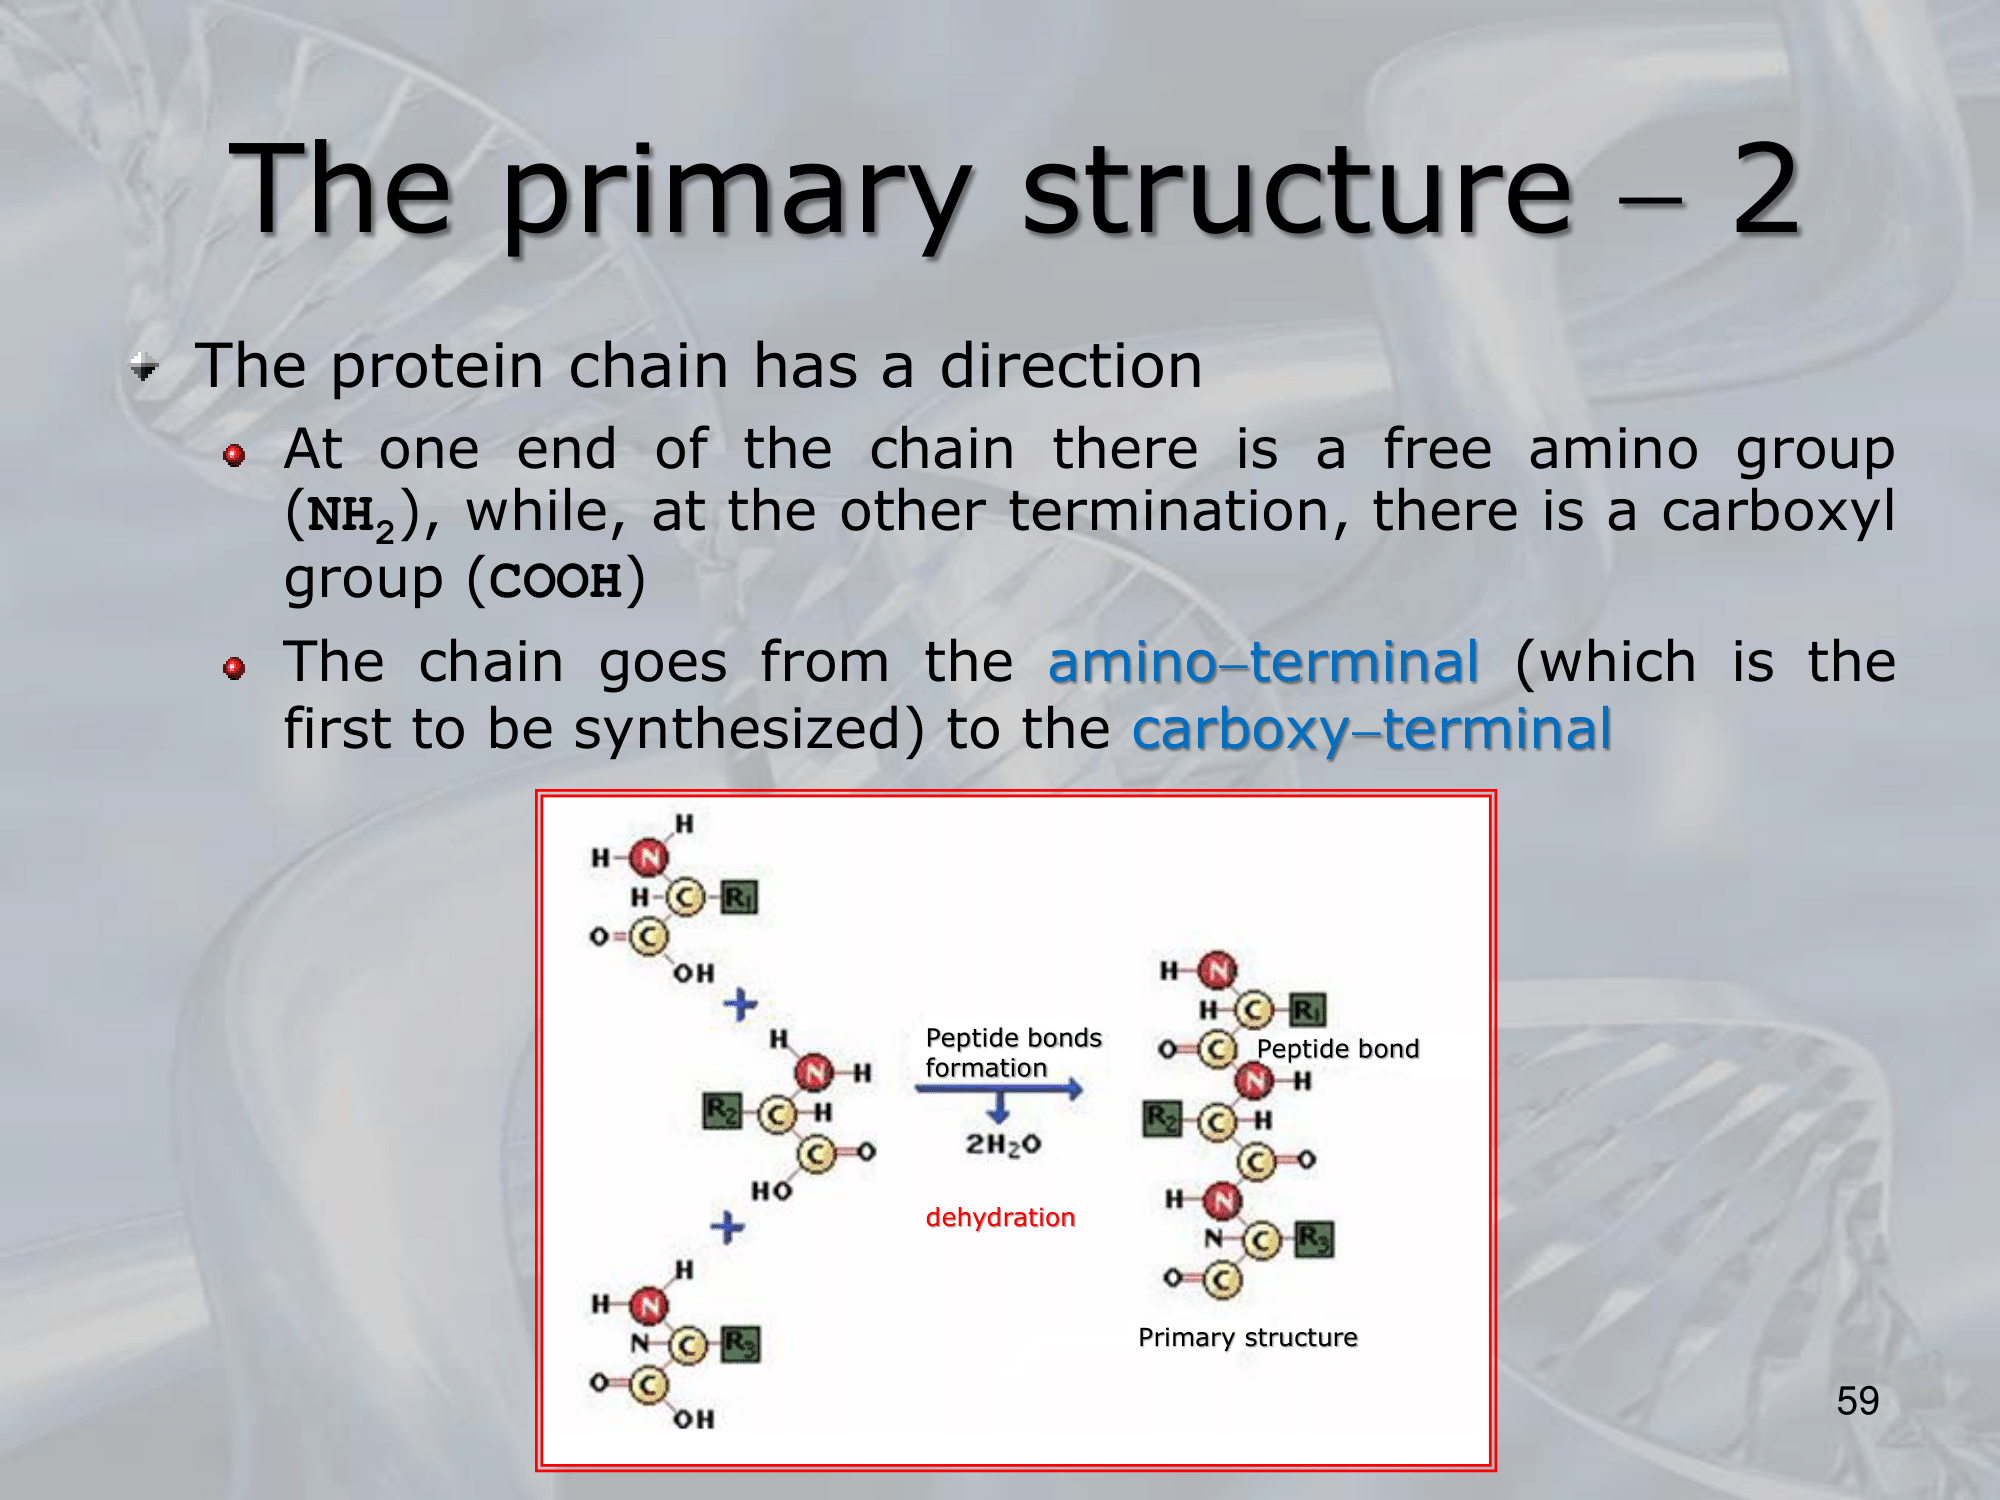 The primary structure – 2
The protein chain has a direction
At one end of the chain there is a free amino group
(NH₂), while, at the other termination, there is a carboxyl
group (COOH)
The chain goes from the amino–terminal (which is the
first to be synthesized) to the carboxy–terminal
H
H N
H C R₁
O C
OH
+
H
N H
R₂ C H
C O
HO
+
H
H N
N C R₃
O C
OH
Peptide bonds
formation
2H₂O
dehydration
H N
H C R₁
O C Peptide bond
N H
R₂ C H
C O
H N
N C R₃
O C
Primary structure
59